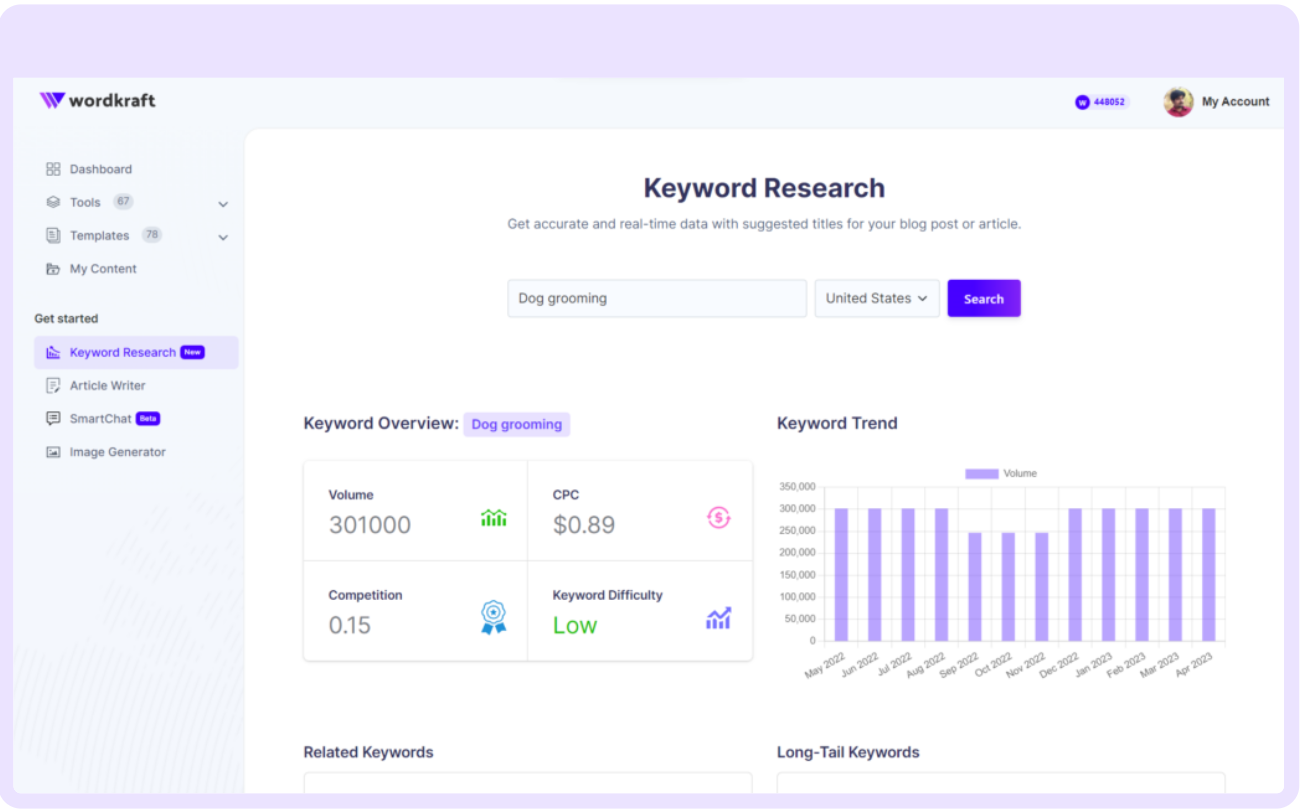 wordkraft
448052
My Account
Dashboard
Tools 67
Templates 78
My Content
Get started
Keyword Research New
Article Writer
SmartChat Beta
Image Generator
Keyword Research
Get accurate and real-time data with suggested titles for your blog post or article.
Dog grooming
United States
Search
Keyword Overview: Dog grooming
Volume
301000
CPC
$0.89
Competition
0.15
Keyword Difficulty
Low
Keyword Trend
Volume
350,000
300,000
250,000
200,000
150,000
100,000
50,000
0
May 2022
Jun 2022
Jul 2022
Aug 2022
Sep 2022
Oct 2022
Nov 2022
Dec 2022
Jan 2023
Feb 2023
Mar 2023
Apr 2023
Related Keywords
Long-Tail Keywords